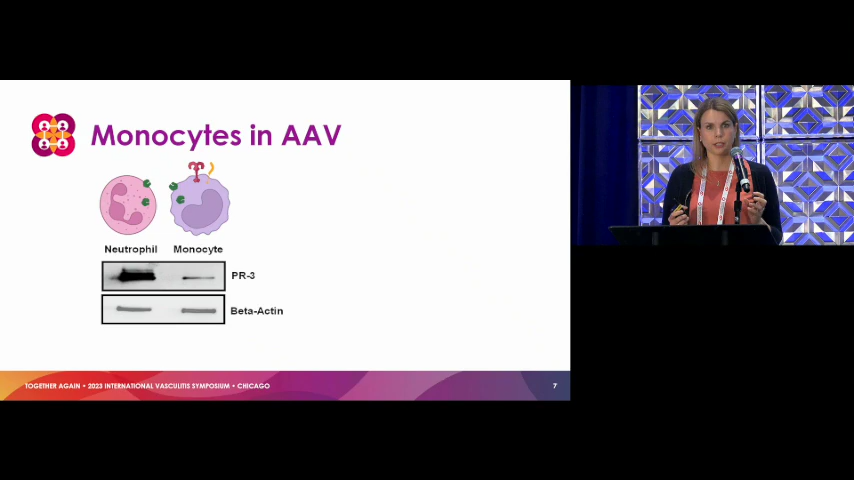 Monocytes in AAV
Neutrophil Monocyte
PR-3
Beta-Actin
TOGETHER AGAIN • 2023 INTERNATIONAL VASCULITIS SYMPOSIUM • CHICAGO
7